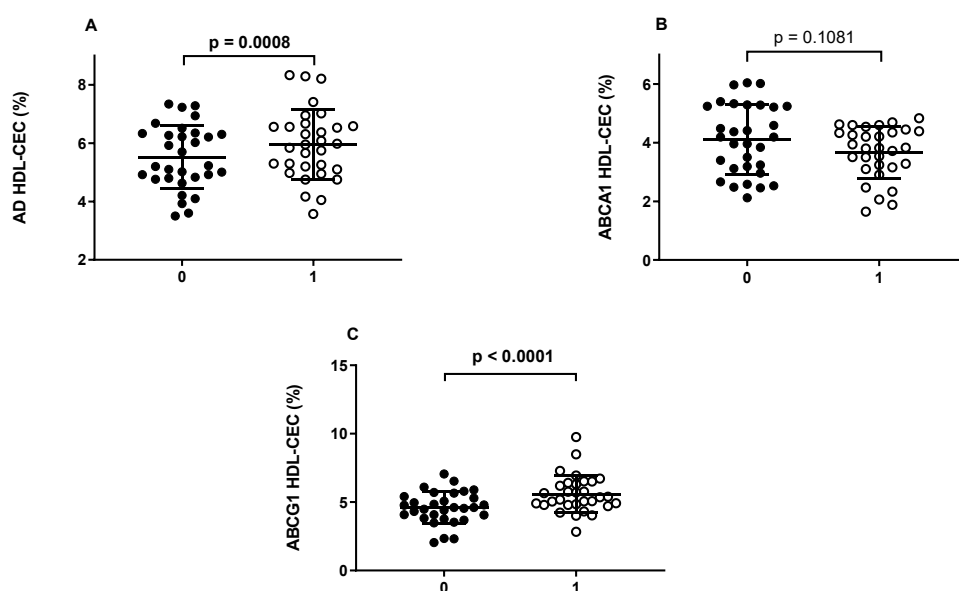 A
p = 0.0008
AD HDL-CEC (%)
8
6
4
2
0 1
B
p = 0.1081
ABCA1 HDL-CEC (%)
6
4
2
0
0 1
C
p < 0.0001
ABCG1 HDL-CEC (%)
15
10
5
0
0 1